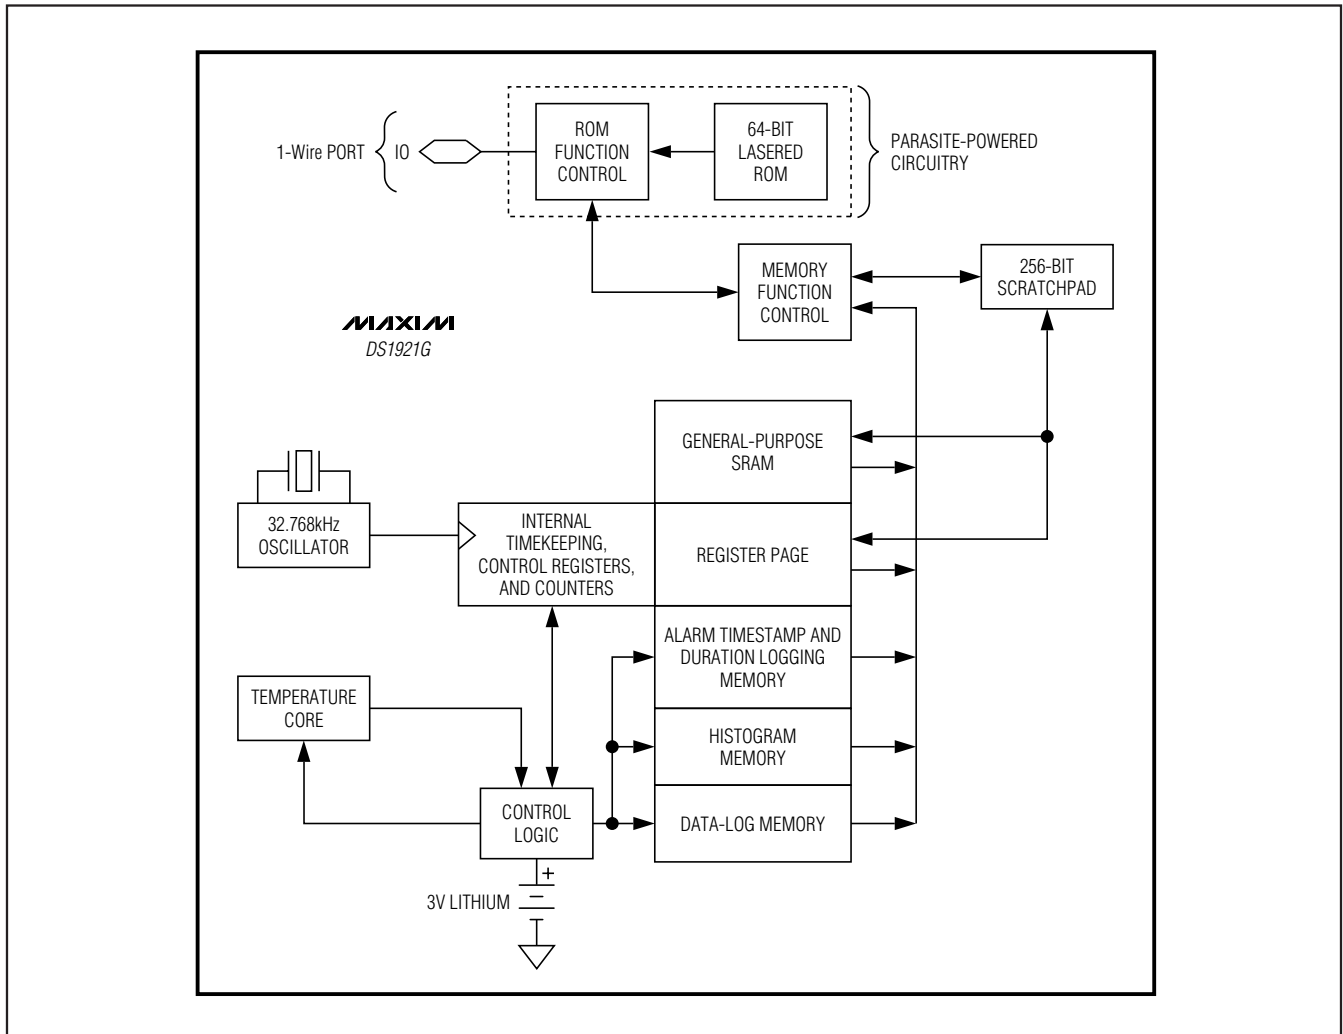 1-Wire PORT
IO
ROM
FUNCTION
CONTROL
64-BIT
LASERED
ROM
PARASITE-POWERED
CIRCUITRY
MEMORY
FUNCTION
CONTROL
256-BIT
SCRATCHPAD
MAXIM
DS1921G
GENERAL-PURPOSE
SRAM
32.768kHz
OSCILLATOR
INTERNAL
TIMEKEEPING,
CONTROL REGISTERS,
AND COUNTERS
REGISTER PAGE
ALARM TIMESTAMP AND
DURATION LOGGING
MEMORY
TEMPERATURE
CORE
HISTOGRAM
MEMORY
CONTROL
LOGIC
DATA-LOG MEMORY
+
3V LITHIUM